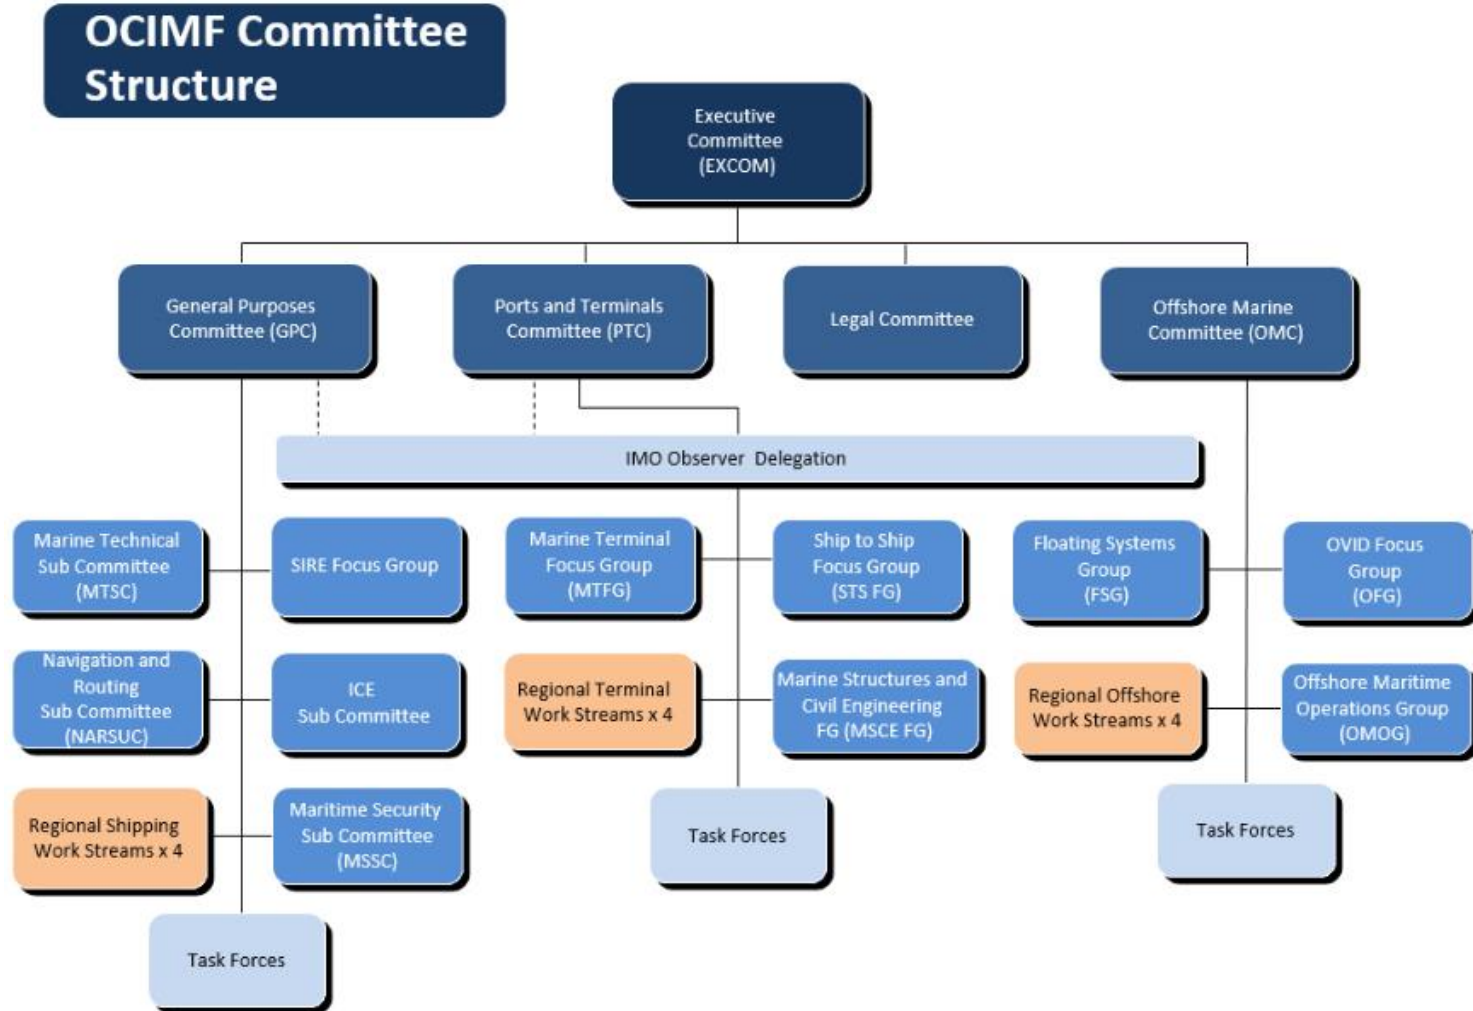 OCIMF Committee
Structure
Executive
Committee
(EXCOM)
General Purposes
Committee (GPC)
Ports and Terminals
Committee (PTC)
Legal Committee
Offshore Marine
Committee (OMC)
IMO Observer Delegation
Marine Technical
Sub Committee
(MTSC)
SIRE Focus Group
Marine Terminal
Focus Group
(MTFG)
Ship to Ship
Focus Group
(STS FG)
Floating Systems
Group
(FSG)
OVID Focus
Group
(OFG)
Navigation and
Routing
Sub Committee
(NARSUC)
ICE
Sub Committee
Regional Terminal
Work Streams x 4
Marine Structures and
Civil Engineering
FG (MSCE FG)
Regional Offshore
Work Streams x 4
Offshore Maritime
Operations Group
(OMOG)
Regional Shipping
Work Streams x 4
Maritime Security
Sub Committee
(MSSC)
Task Forces
Task Forces
Task Forces